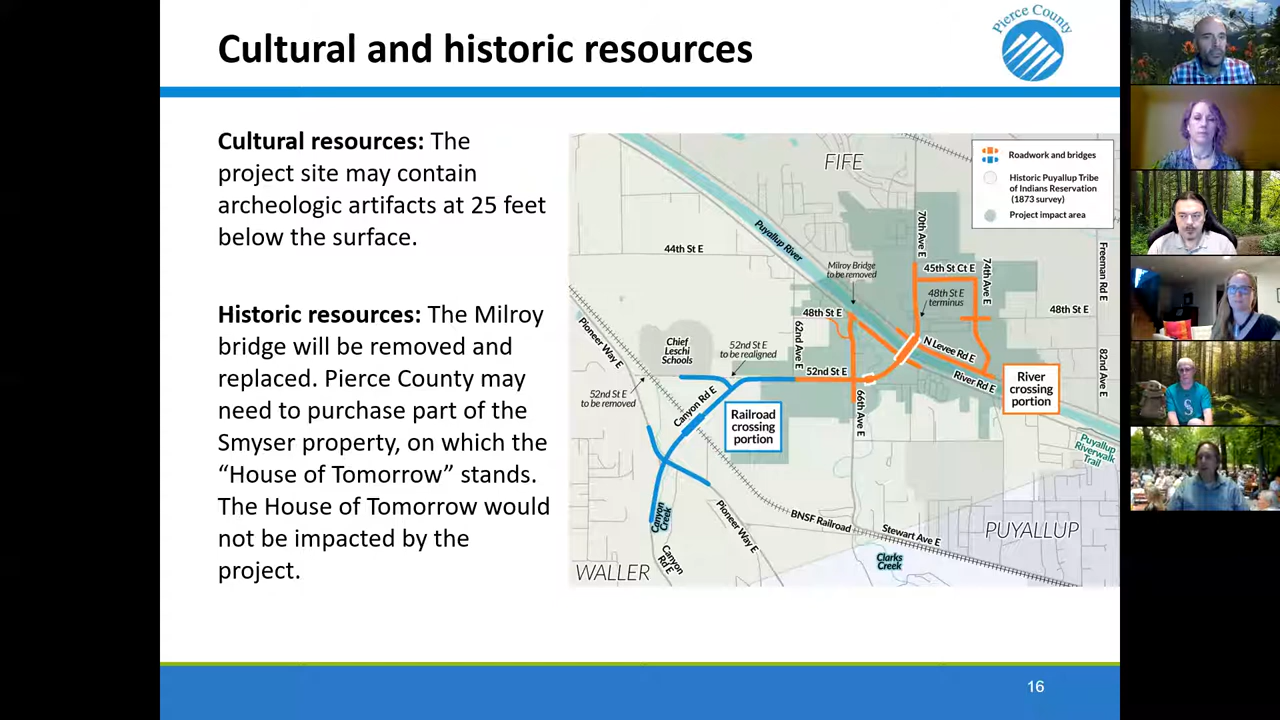 Cultural and historic resources
Pierce County
Cultural resources: The
project site may contain
archeologic artifacts at 25 feet
below the surface.
Historic resources: The Milroy
bridge will be removed and
replaced. Pierce County may
need to purchase part of the
Smyser property, on which the
“House of Tomorrow” stands.
The House of Tomorrow would
not be impacted by the
project.
FIFE
Roadwork and bridges
Historic Puyallup Tribe
of Indians Reservation
(1873 survey)
Project impact area
Puyallup River
44th St E
70th Ave E
Milroy Bridge
to be removed
45th St Ct E
74th Ave E
Freeman Rd E
48th St E
terminus
48th St E
48th St E
Pioneer Way E
Chief
Leschi
Schools
52nd St E
to be realigned
62nd Ave E
N Levee Rd E
82nd Ave E
52nd St E
River Rd E
52nd St E
to be removed
Canyon Rd E
66th Ave E
River
crossing
portion
Railroad
crossing
portion
Puyallup
Riverwalk
Trail
Canyon
Creek
Pioneer Way E
BNSF Railroad
Stewart Ave E
PUYALLUP
Clarks
Creek
WALLER
Canyon
Rd E
16